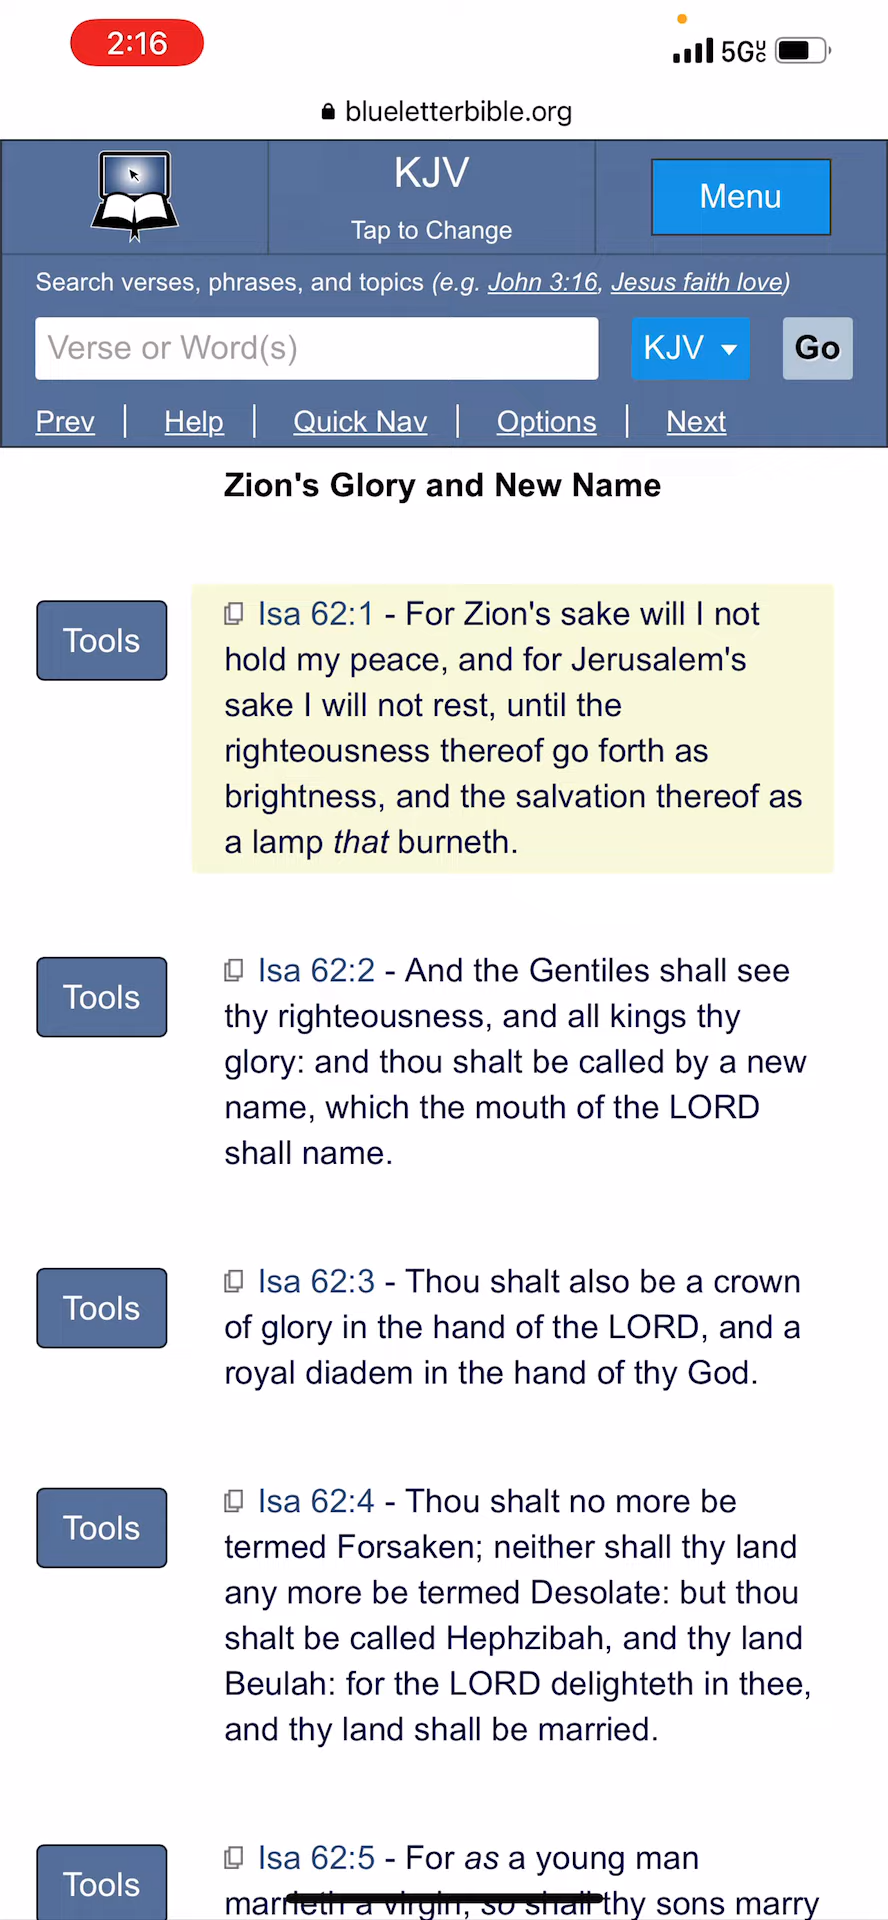 2:16
5G UC
blueletterbible.org
KJV
Tap to Change
Menu
Search verses, phrases, and topics (e.g. John 3:16, Jesus faith love)
Verse or Word(s)
KJV
Go
Prev | Help | Quick Nav | Options | Next
Zion's Glory and New Name
Tools
Isa 62:1 - For Zion's sake will I not
hold my peace, and for Jerusalem's
sake I will not rest, until the
righteousness thereof go forth as
brightness, and the salvation thereof as
a lamp that burneth.
Tools
Isa 62:2 - And the Gentiles shall see
thy righteousness, and all kings thy
glory: and thou shalt be called by a new
name, which the mouth of the LORD
shall name.
Tools
Isa 62:3 - Thou shalt also be a crown
of glory in the hand of the LORD, and a
royal diadem in the hand of thy God.
Tools
Isa 62:4 - Thou shalt no more be
termed Forsaken; neither shall thy land
any more be termed Desolate: but thou
shalt be called Hephzibah, and thy land
Beulah: for the LORD delighteth in thee,
and thy land shall be married.
Tools
Isa 62:5 - For as a young man
marrieth a virgin, so shall thy sons marry